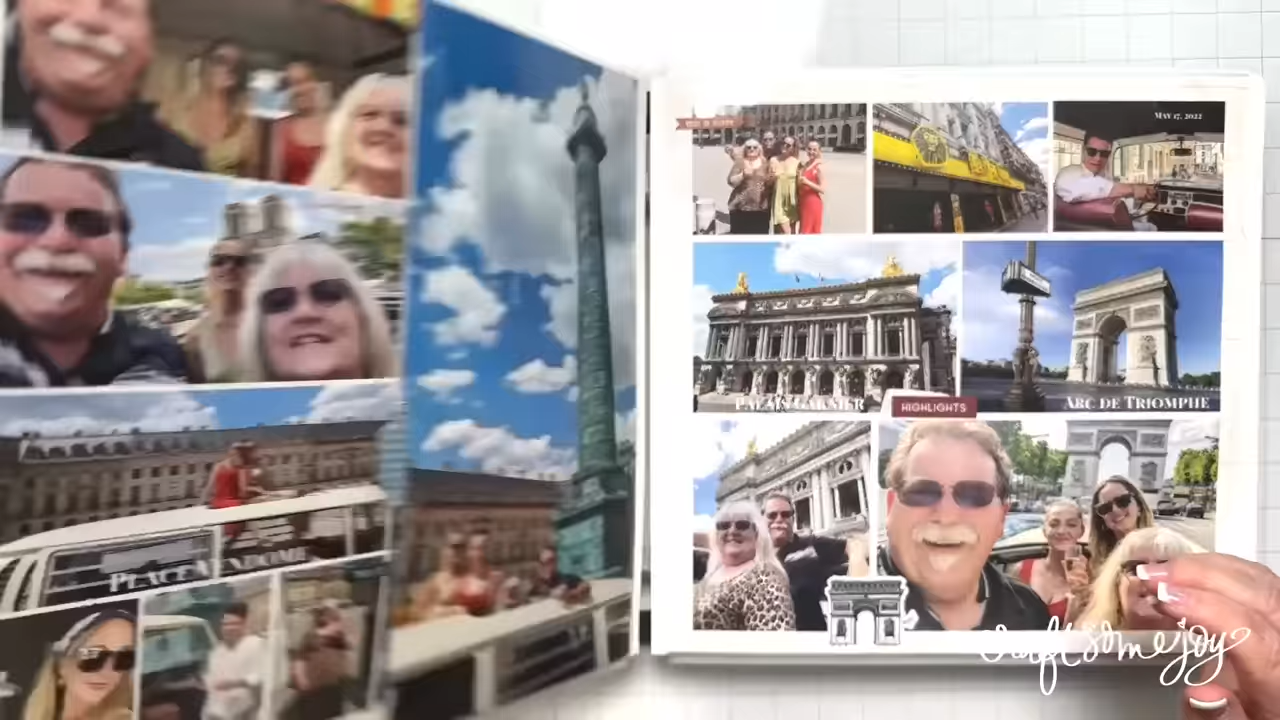 Place Vendome
May 17, 2022
Palais Garnier
Arc de Triomphe
HIGHLIGHTS
craftsomejoy